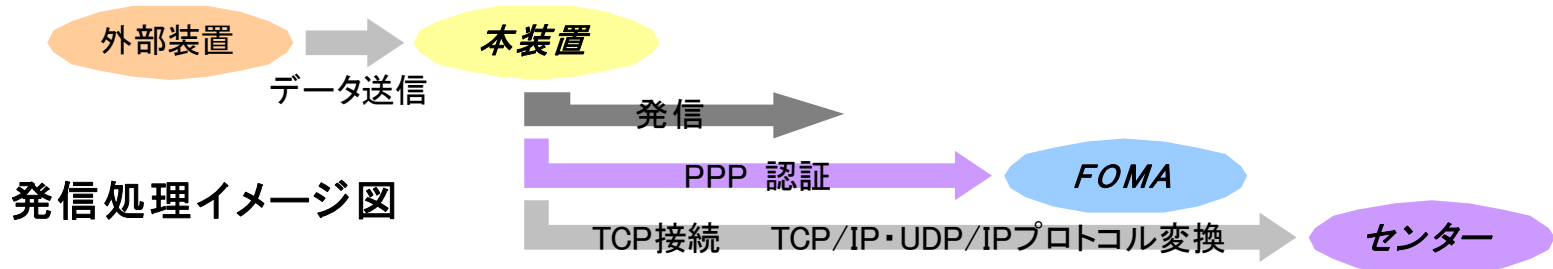 外部装置
本装置
データ送信
発信
PPP 認証
FOMA
発信処理イメージ図
TCP接続 TCP/IP・UDP/IPプロトコル変換
センター